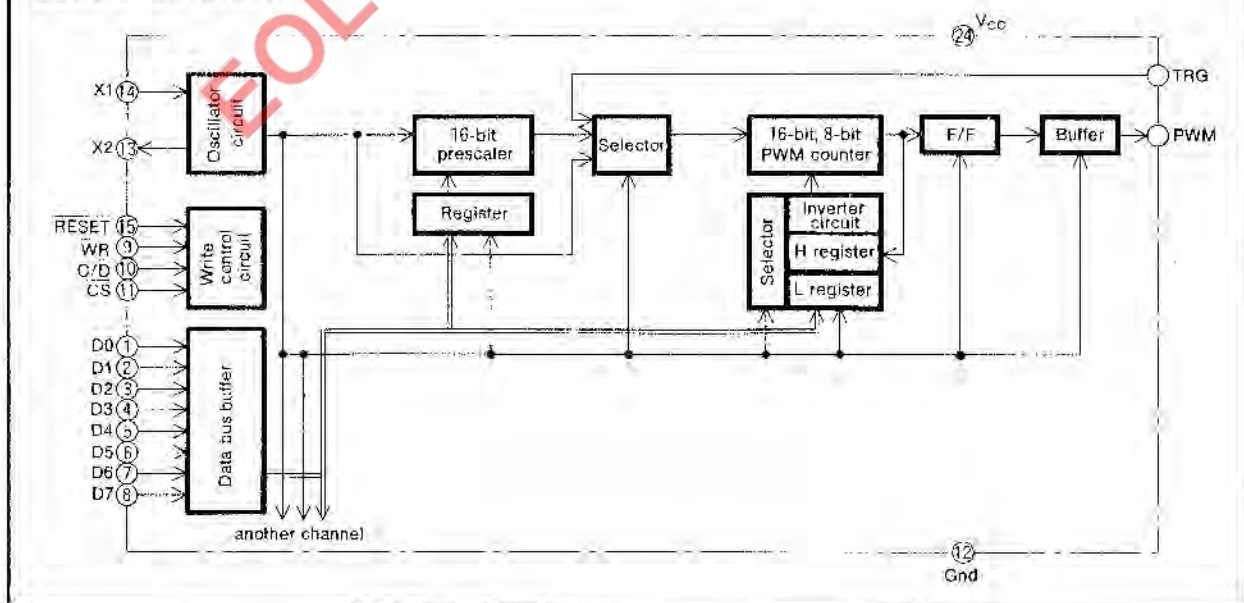 EOL
24 Vcc
TRG
X1 14
Oscillator
circuit
16-bit
prescaler
Selector
16-bit, 8-bit
PWM counter
F/F
Buffer
PWM
X2 13
Register
Selector
Inverter
circuit
H register
L register
RESET 15
WR 9
C/D 10
CS 11
Write
control
circuit
D0 1
D1 2
D2 3
D3 4
D4 5
D5 6
D6 7
D7 8
Data bus buffer
another channel
12
Gnd